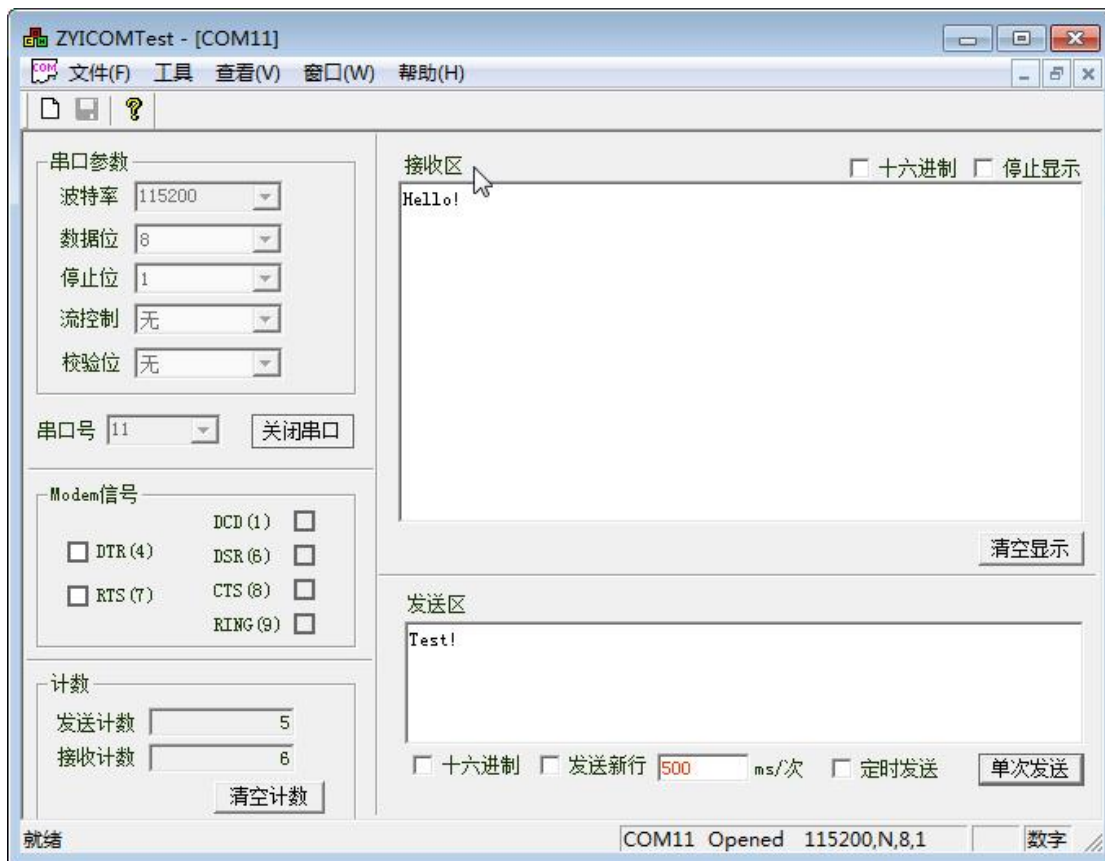 ZYICOMTest - [COM11]
COM 文件(F) 工具 查看(V) 窗口(W) 帮助(H)
串口参数
波特率 115200
数据位 8
停止位 1
流控制 无
校验位 无
串口号 11 关闭串口
Modem信号
DCD(1)
DTR(4)
DSR(6)
RTS(7)
CTS(8)
RING(9)
计数
发送计数 5
接收计数 6
清空计数
接收区 十六进制 停止显示
Hello!
清空显示
发送区
Test!
十六进制 发送新行 500 ms/次 定时发送 单次发送
就绪 COM11 Opened 115200,N,8,1 数字